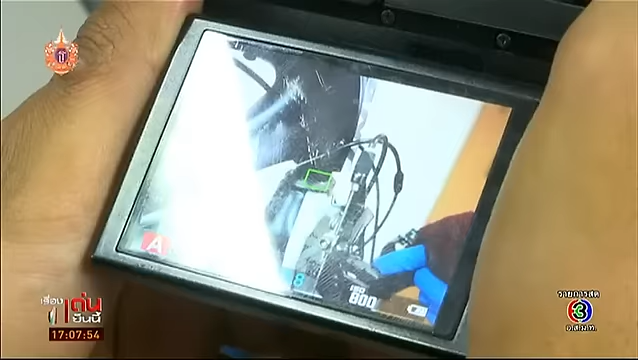 เรื่อง
เด่น
ยืนนี้
17:07:54
A
8
ISO
800
รายการสด
3
อสมท.